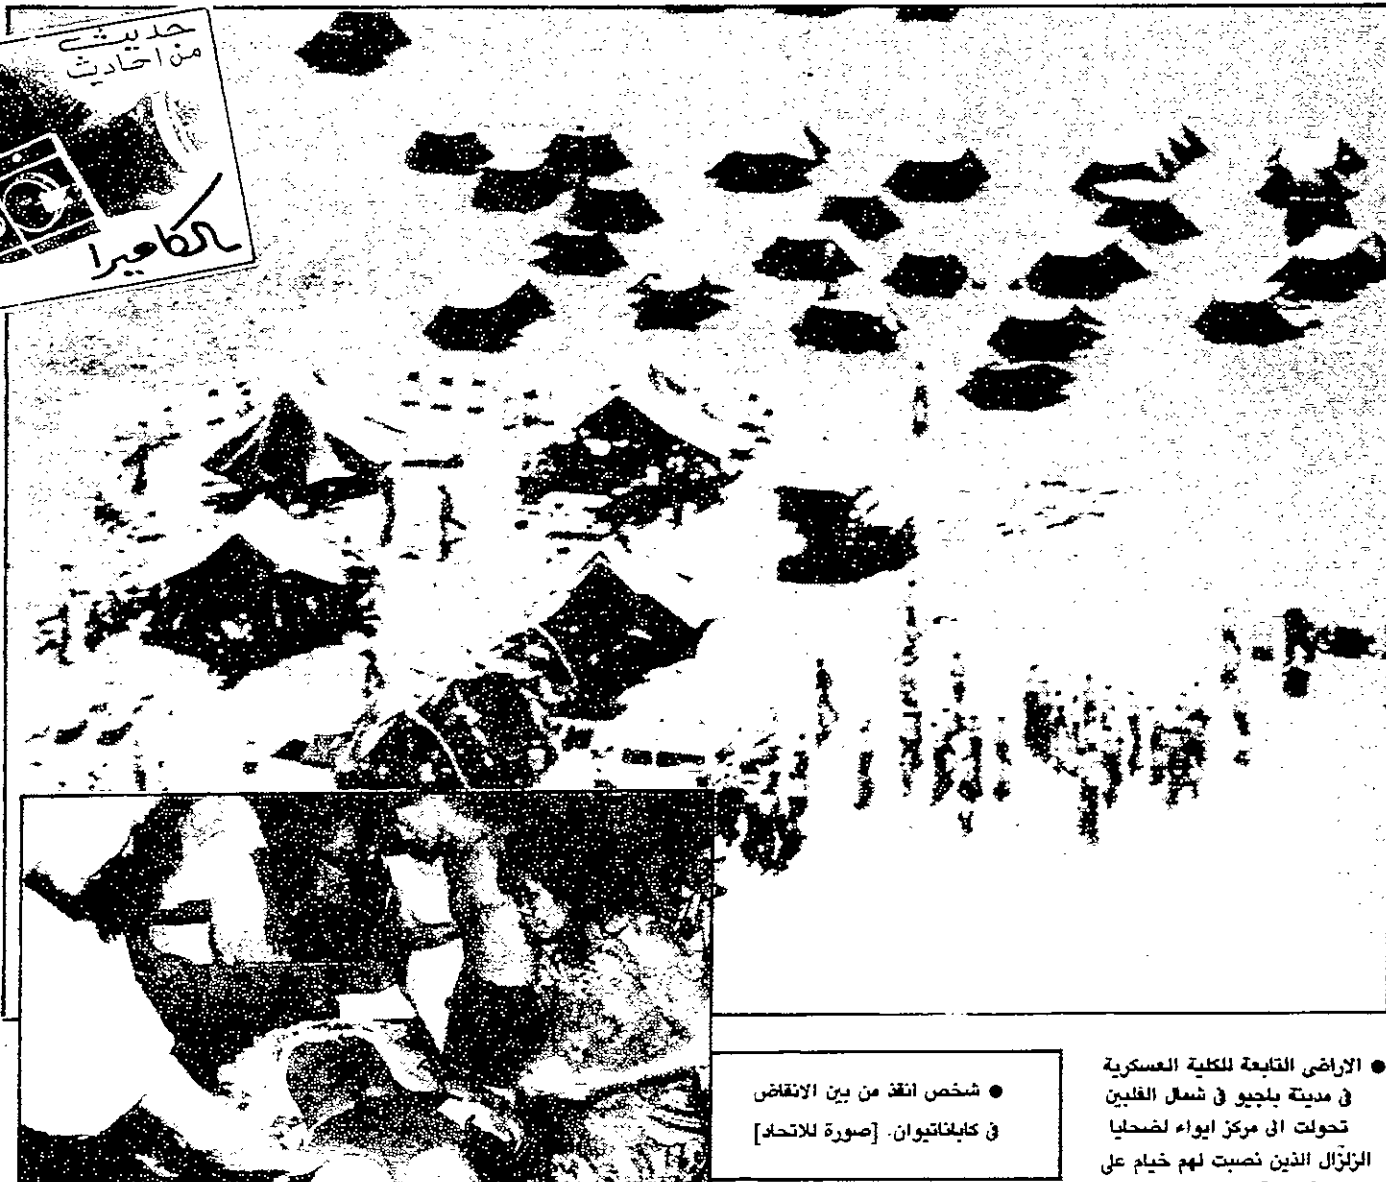 حديث
من احاديث
الكاميرا
● الاراضي التابعة للكلية العسكرية
في مدينة بلجيو في شمال الفلبين
تحولت الى مركز ايواء لضحايا
الزلزال الذين نصبت لهم خيام على
● شخص انقذ من بين الانقاض
في كاباناتيوان. [صورة للاتحاد]